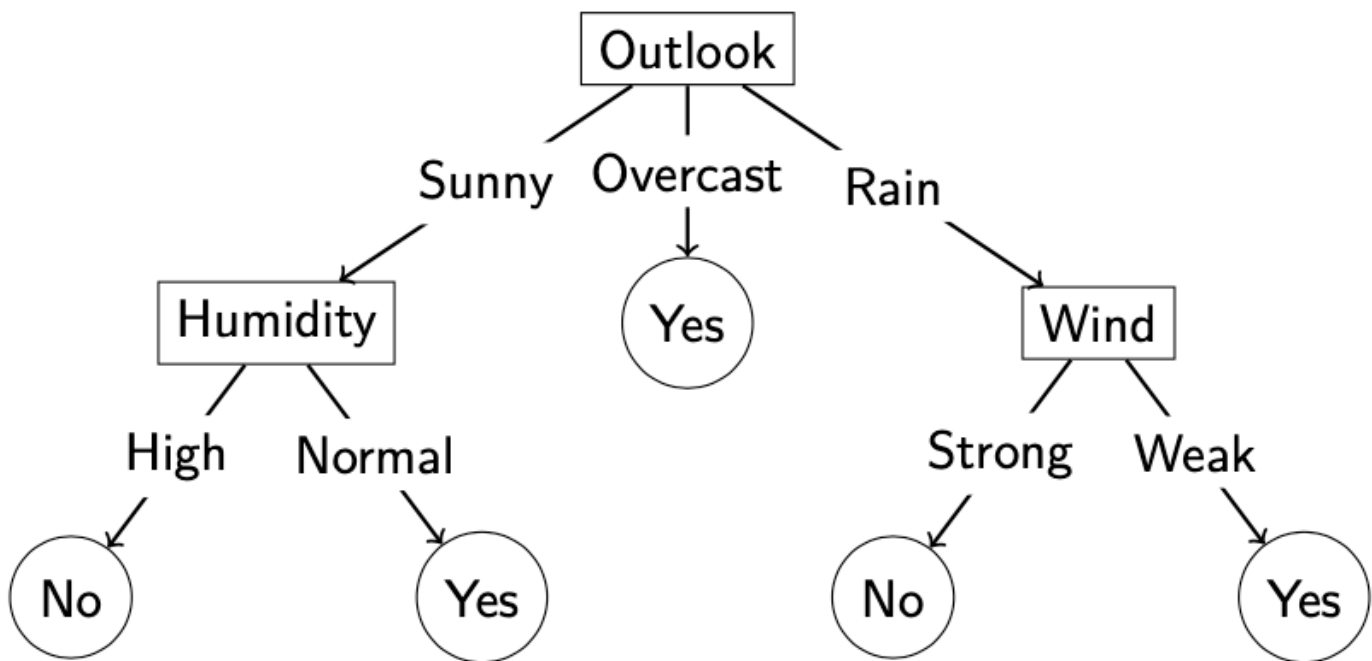 Outlook
Sunny Overcast Rain
Humidity Yes Wind
High Normal Strong Weak
No Yes No Yes